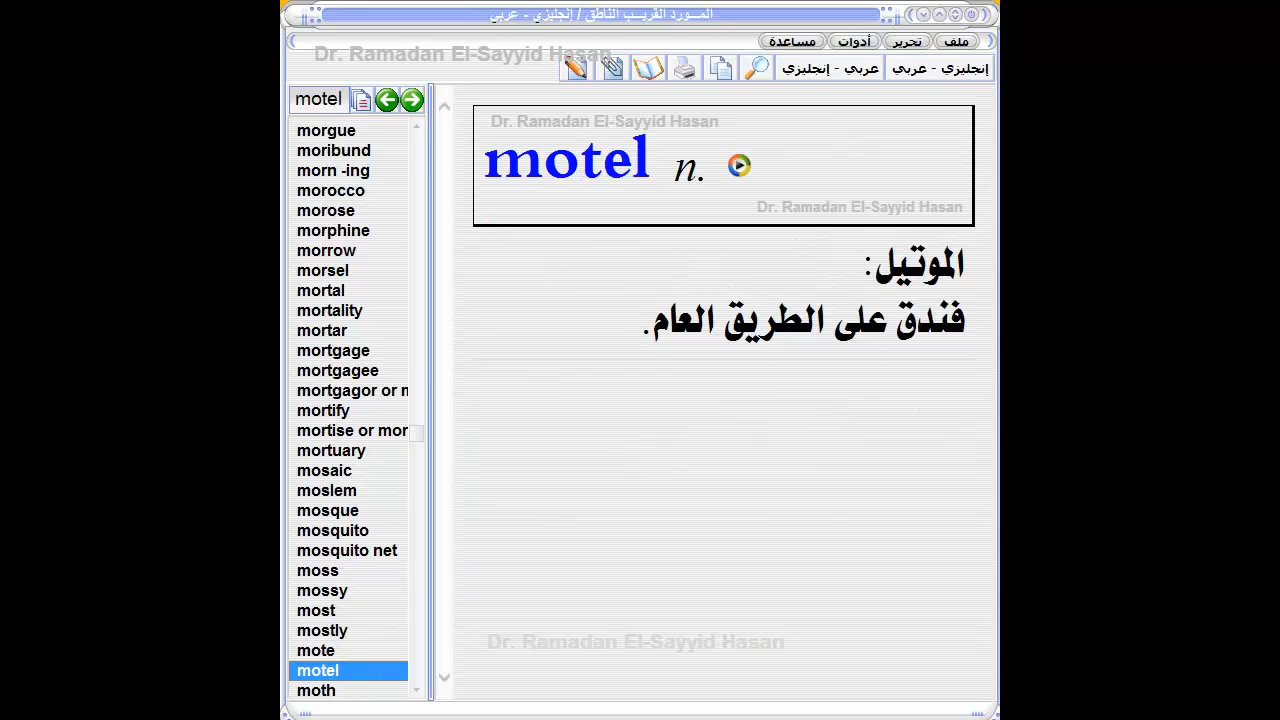 المـــورد القريـــب الناطق / إنجليزي - عربي
ملف تحرير أدوات مساعدة
Dr. Ramadan El-Sayyid Hasan
إنجليزي - عربي عربي - إنجليزي
motel
morgue
moribund
morn -ing
morocco
morose
morphine
morrow
morsel
mortal
mortality
mortar
mortgage
mortgagee
mortgagor or m
mortify
mortise or mor
mortuary
mosaic
moslem
mosque
mosquito
mosquito net
moss
mossy
most
mostly
mote
motel
moth
Dr. Ramadan El-Sayyid Hasan
motel n.
Dr. Ramadan El-Sayyid Hasan
الموتيل:
فندق على الطريق العام.
Dr. Ramadan El-Sayyid Hasan